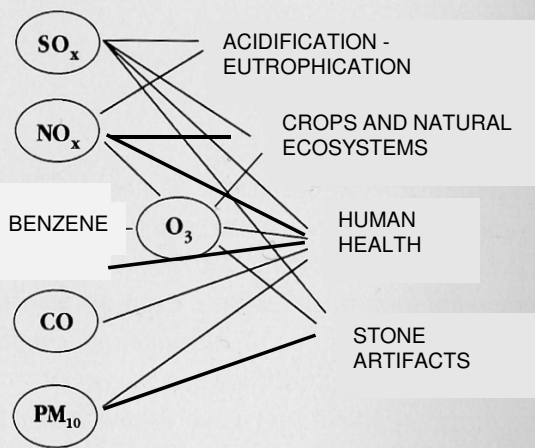 SOx
ACIDIFICATION -
EUTROPHICATION
NOx
CROPS AND NATURAL
ECOSYSTEMS
BENZENE
O3
HUMAN
HEALTH
CO
STONE
ARTIFACTS
PM10